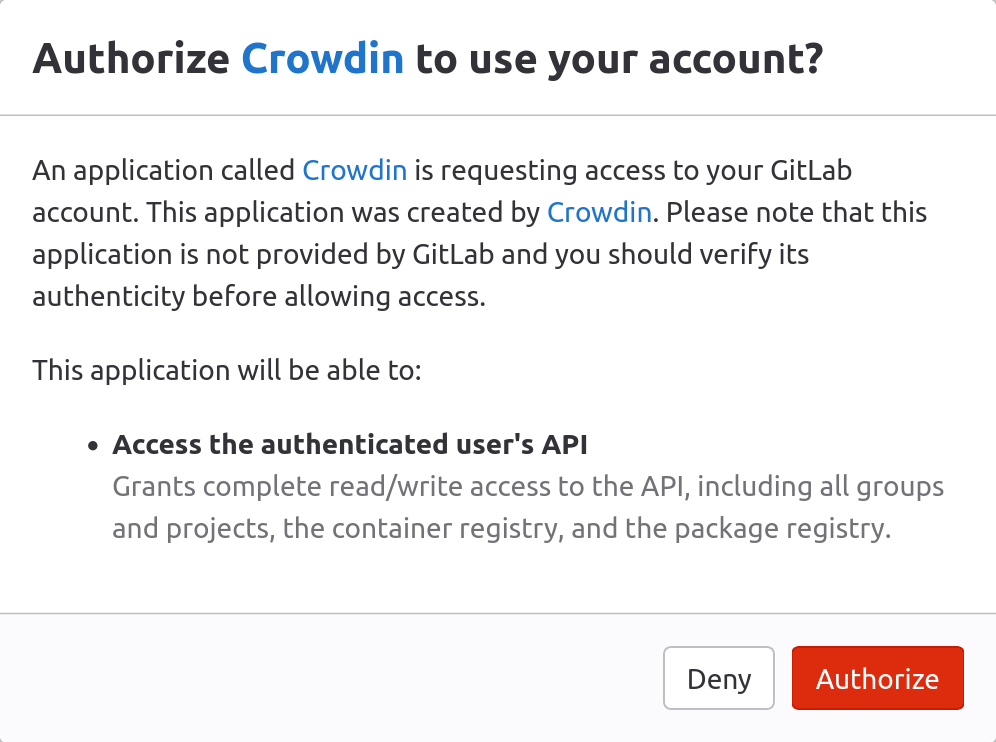 Authorize Crowdin to use your account?
An application called Crowdin is requesting access to your GitLab
account. This application was created by Crowdin. Please note that this
application is not provided by GitLab and you should verify its
authenticity before allowing access.
This application will be able to:
• Access the authenticated user's API
Grants complete read/write access to the API, including all groups
and projects, the container registry, and the package registry.
Deny Authorize